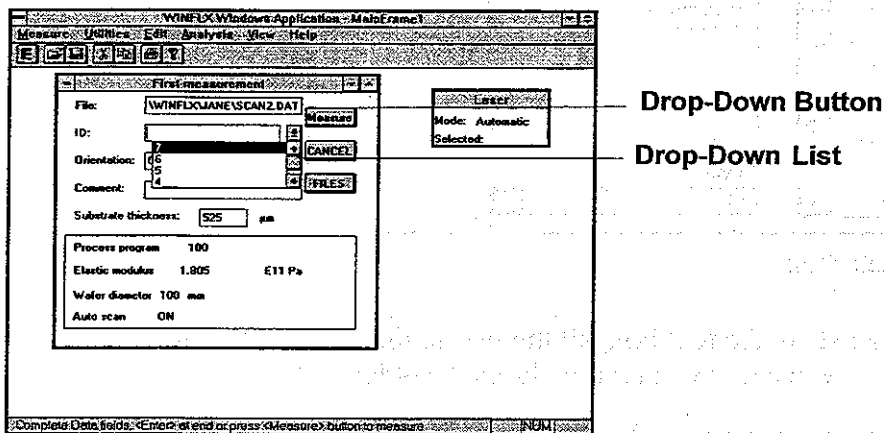 WINFLX Windows Application - MainFrame1
Measure Utilities Edit Analysis View Help
First measurement
File: \WINFLX\JANE\SCAN2.DAT
Measure
ID:
7
6
5
4
CANCEL
Orientation:
Comment:
FILES
Substrate thickness: 525 µm
Process program 100
Elastic modulus 1.805 E11 Pa
Wafer diameter 100 mm
Auto scan ON
Laser
Mode: Automatic
Selected:
Drop-Down Button
Drop-Down List
Complete Data fields, <Enter> at end or press <Measure> button to measure NUM